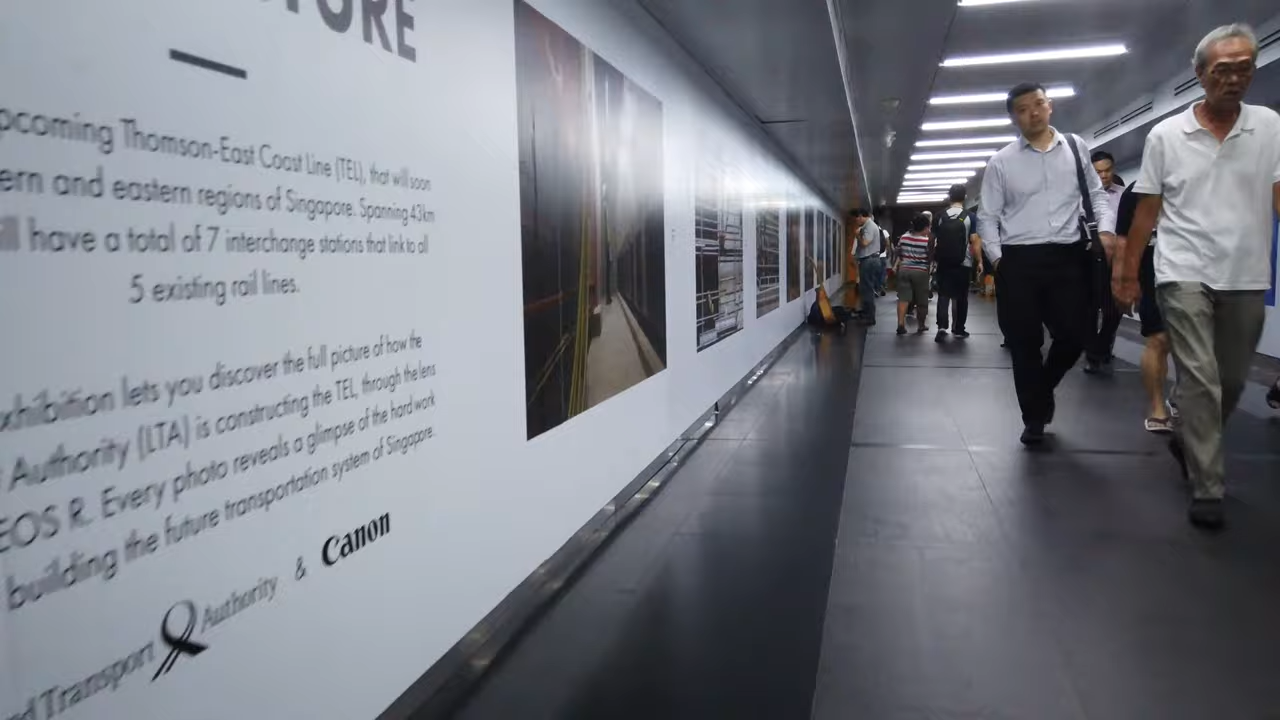 TURE
pcoming Thomson-East Coast Line (TEL), that will soon
ern and eastern regions of Singapore. Spanning 43km
ill have a total of 7 interchange stations that link to all
5 existing rail lines.
xhibition lets you discover the full picture of how the
Authority (LTA) is constructing the TEL, through the lens
EOS R. Every photo reveals a glimpse of the hard work
building the future transportation system of Singapore.
nd Transport Authority & Canon